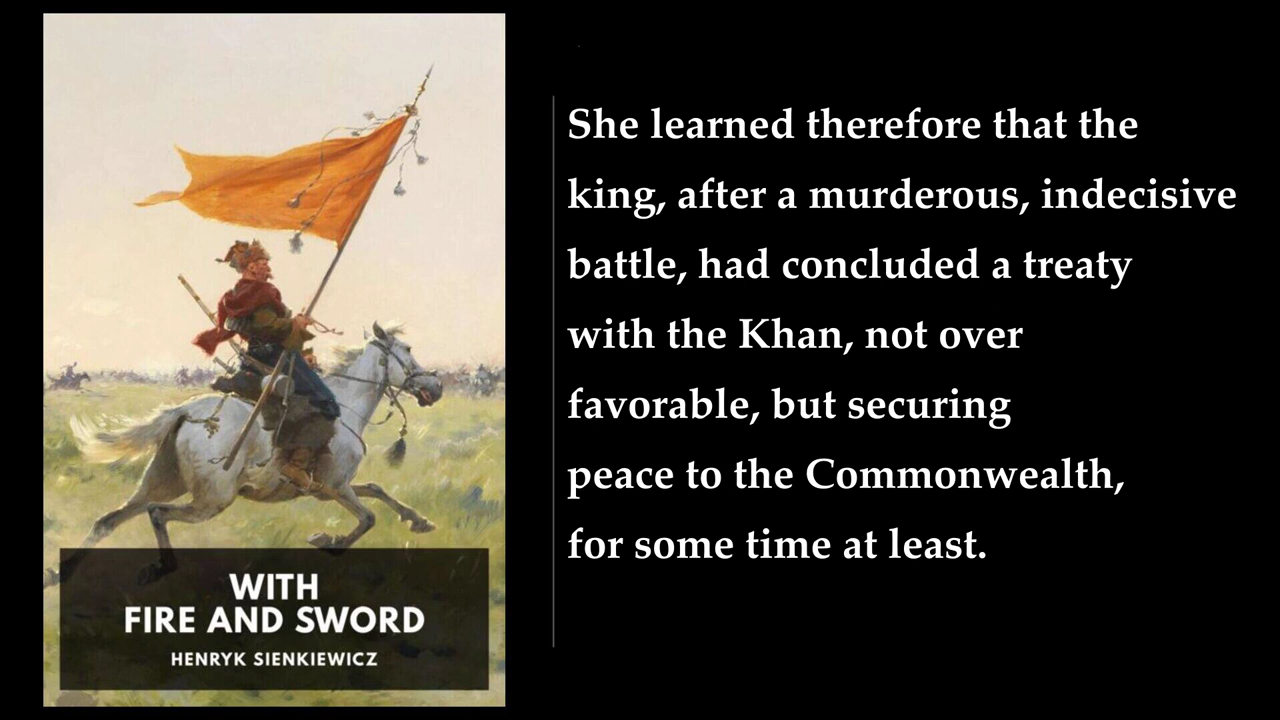 WITH
FIRE AND SWORD
HENRYK SIENKIEWICZ
She learned therefore that the
king, after a murderous, indecisive
battle, had concluded a treaty
with the Khan, not over
favorable, but securing
peace to the Commonwealth,
for some time at least.